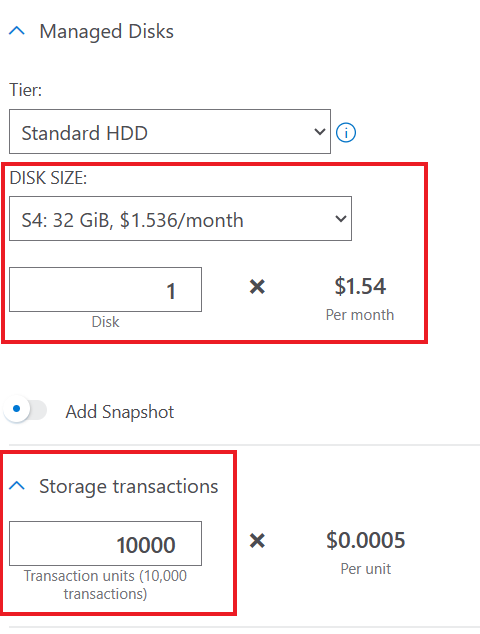 Managed Disks
Tier:
Standard HDD
DISK SIZE:
S4: 32 GiB, $1.536/month
1 × $1.54
Disk Per month
Add Snapshot
Storage transactions
10000 × $0.0005
Transaction units (10,000 Per unit
transactions)